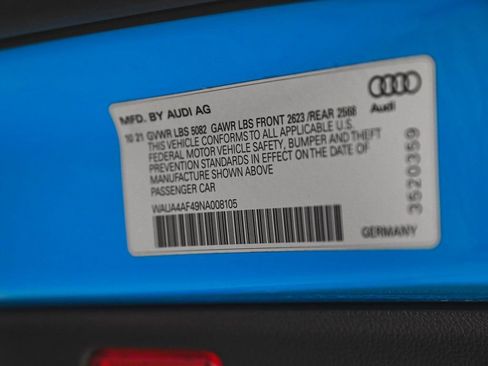 MFD. BY AUDI AG
Audi
10 21 GVWR LBS 5082 GAWR LBS FRONT 2623 /REAR 2568
THIS VEHICLE CONFORMS TO ALL APPLICABLE U.S.
FEDERAL MOTOR VEHICLE SAFETY, BUMPER AND THEFT
PREVENTION STANDARDS IN EFFECT ON THE DATE OF
MANUFACTURE SHOWN ABOVE
PASSENGER CAR
WAUA4AF49NA008105
3520359
GERMANY